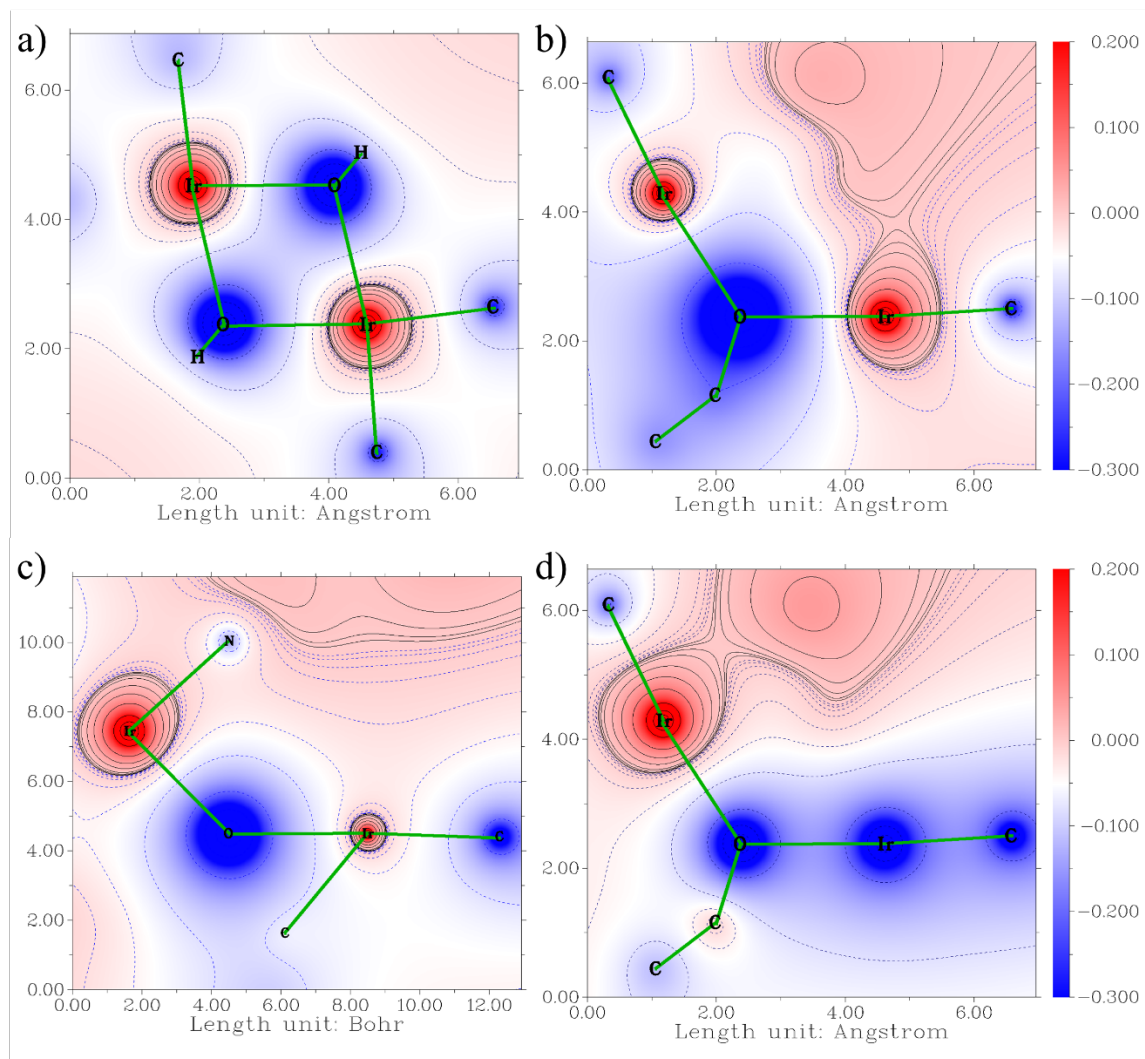 a)
C
6.00
H
Ir
O
4.00
C
O
Ir
2.00
H
C
0.00
0.00 2.00 4.00 6.00
Length unit: Angstrom
b)
C
6.00
Ir
4.00
O
Ir
C
2.00
C
C
0.00
0.00 2.00 4.00 6.00
Length unit: Angstrom
0.200
0.100
0.000
−0.100
−0.200
−0.300
c)
10.00
N
8.00
Ir
6.00
O
Ir
C
4.00
2.00
C
0.00
0.00 2.00 4.00 6.00 8.00 10.00 12.00
Length unit: Bohr
d)
C
6.00
Ir
4.00
O
Ir
C
2.00
C
C
0.00
0.00 2.00 4.00 6.00
Length unit: Angstrom
0.200
0.100
0.000
−0.100
−0.200
−0.300